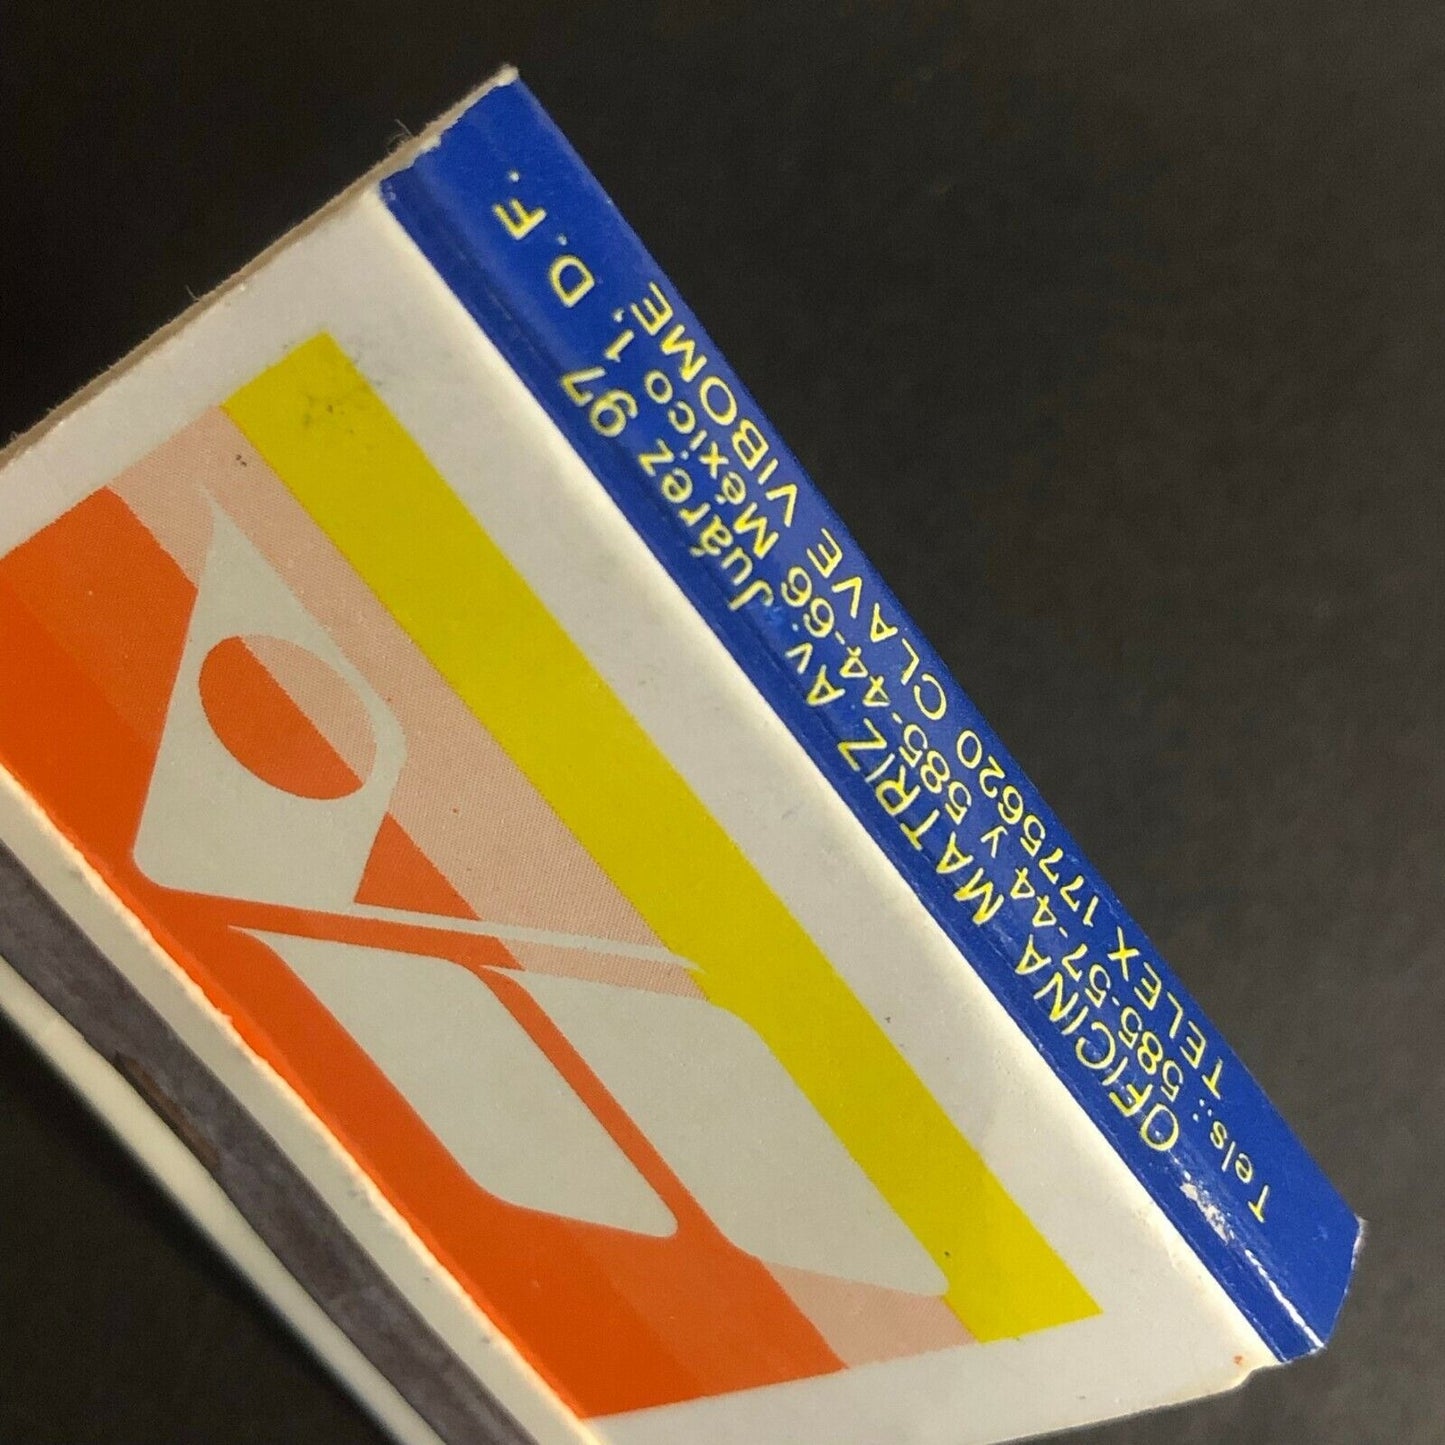 OFICINA MATRIZ Av. Juárez 97 1, D. F.
Tels.: 585-57-44 y 585-44-66 México
TELEX 1775620 CLAVE VIBOME